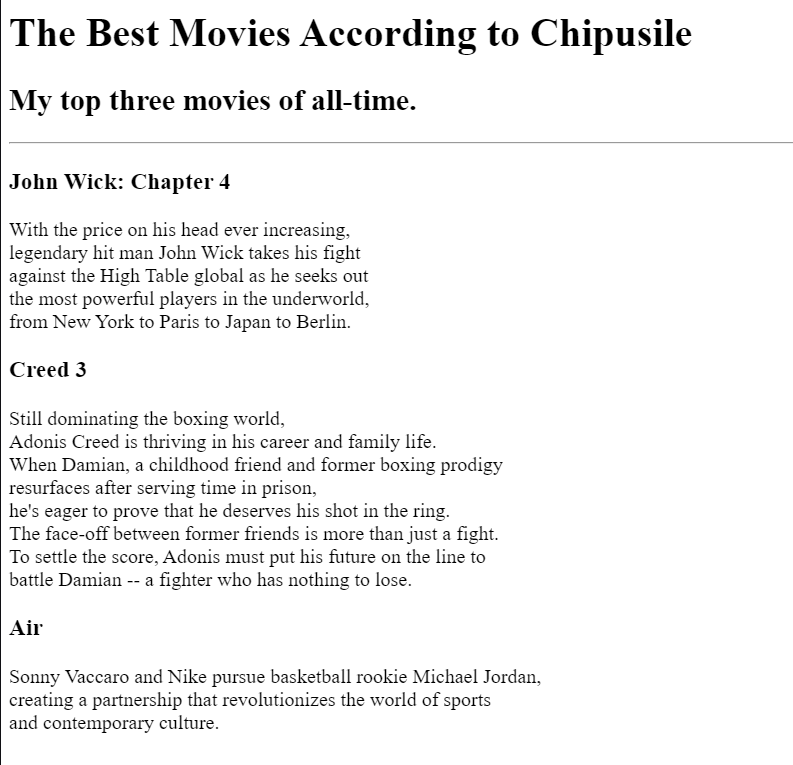 The Best Movies According to Chipusile
My top three movies of all-time.
John Wick: Chapter 4
With the price on his head ever increasing,
legendary hit man John Wick takes his fight
against the High Table global as he seeks out
the most powerful players in the underworld,
from New York to Paris to Japan to Berlin.
Creed 3
Still dominating the boxing world,
Adonis Creed is thriving in his career and family life.
When Damian, a childhood friend and former boxing prodigy
resurfaces after serving time in prison,
he's eager to prove that he deserves his shot in the ring.
The face-off between former friends is more than just a fight.
To settle the score, Adonis must put his future on the line to
battle Damian -- a fighter who has nothing to lose.
Air
Sonny Vaccaro and Nike pursue basketball rookie Michael Jordan,
creating a partnership that revolutionizes the world of sports
and contemporary culture.